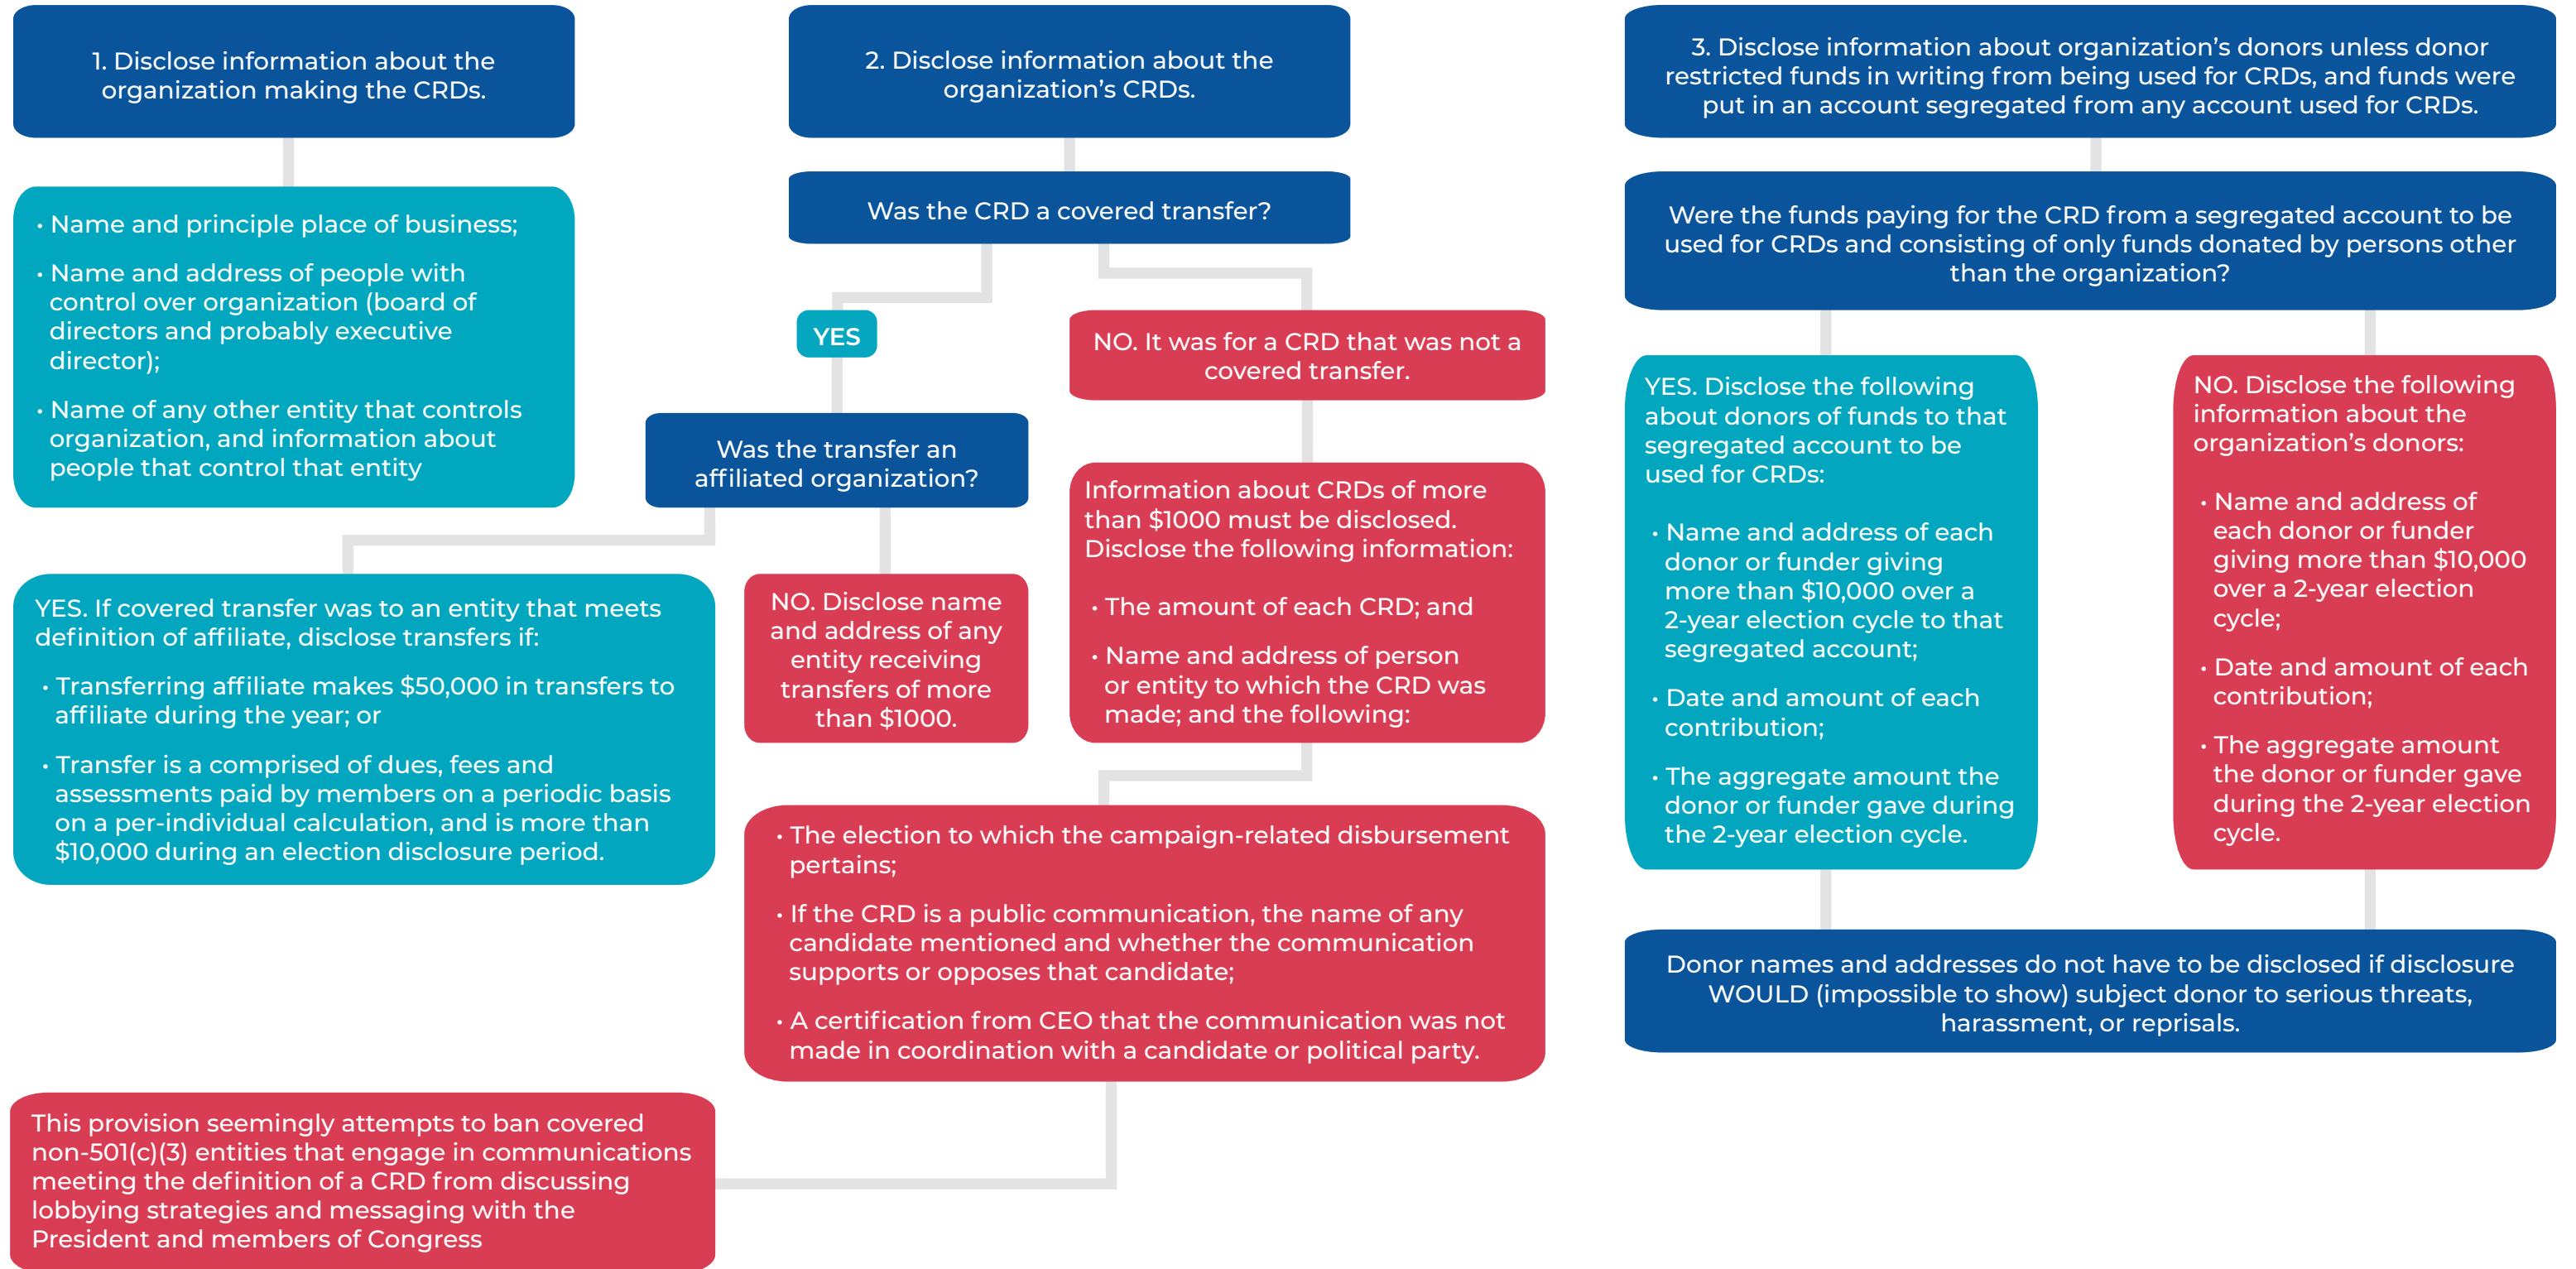 1. Disclose information about the
organization making the CRDs.
• Name and principle place of business;
• Name and address of people with
control over organization (board of
directors and probably executive
director);
• Name of any other entity that controls
organization, and information about
people that control that entity
2. Disclose information about the
organization’s CRDs.
Was the CRD a covered transfer?
YES
NO. It was for a CRD that was not a
covered transfer.
Was the transfer an
affiliated organization?
YES. If covered transfer was to an entity that meets
definition of affiliate, disclose transfers if:
• Transferring affiliate makes $50,000 in transfers to
affiliate during the year; or
• Transfer is a comprised of dues, fees and
assessments paid by members on a periodic basis
on a per-individual calculation, and is more than
$10,000 during an election disclosure period.
NO. Disclose name
and address of any
entity receiving
transfers of more
than $1000.
Information about CRDs of more
than $1000 must be disclosed.
Disclose the following information:
• The amount of each CRD; and
• Name and address of person
or entity to which the CRD was
made; and the following:
• The election to which the campaign-related disbursement
pertains;
• If the CRD is a public communication, the name of any
candidate mentioned and whether the communication
supports or opposes that candidate;
• A certification from CEO that the communication was not
made in coordination with a candidate or political party.
This provision seemingly attempts to ban covered
non-501(c)(3) entities that engage in communications
meeting the definition of a CRD from discussing
lobbying strategies and messaging with the
President and members of Congress
3. Disclose information about organization’s donors unless donor
restricted funds in writing from being used for CRDs, and funds were
put in an account segregated from any account used for CRDs.
Were the funds paying for the CRD from a segregated account to be
used for CRDs and consisting of only funds donated by persons other
than the organization?
YES. Disclose the following
about donors of funds to that
segregated account to be
used for CRDs:
• Name and address of each
donor or funder giving
more than $10,000 over a
2-year election cycle to that
segregated account;
• Date and amount of each
contribution;
• The aggregate amount the
donor or funder gave during
the 2-year election cycle.
NO. Disclose the following
information about the
organization’s donors:
• Name and address of
each donor or funder
giving more than $10,000
over a 2-year election
cycle;
• Date and amount of each
contribution;
• The aggregate amount
the donor or funder gave
during the 2-year election
cycle.
Donor names and addresses do not have to be disclosed if disclosure
WOULD (impossible to show) subject donor to serious threats,
harassment, or reprisals.